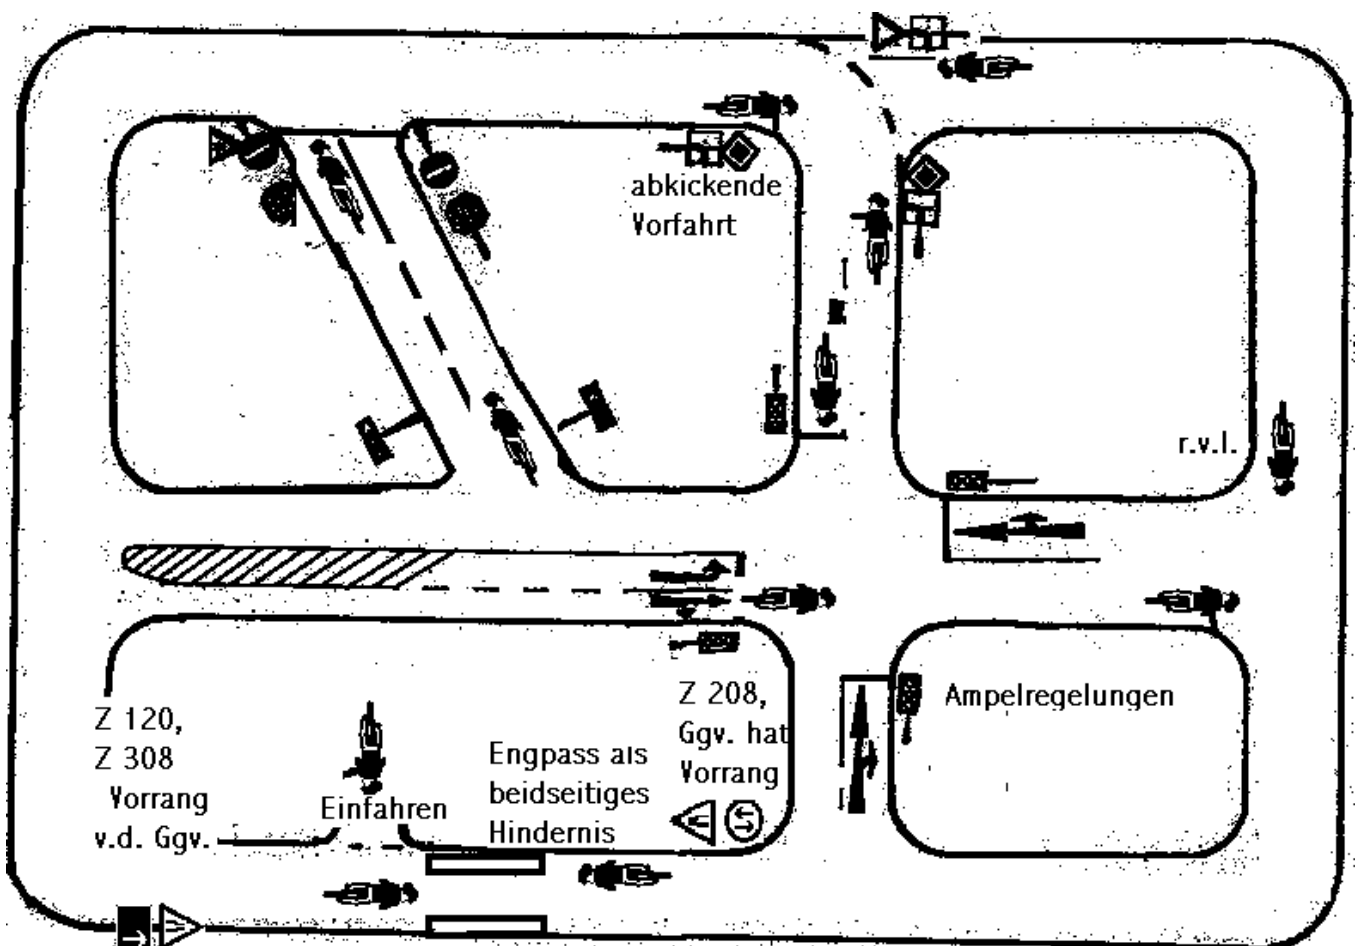 abkickende
Vorfahrt
r.v.l.
Z 120,
Z 308
Vorrang
v.d. Ggv.
Einfahren
Engpass als
beidseitiges
Hindernis
Z 208,
Ggv. hat
Vorrang
Ampelregelungen